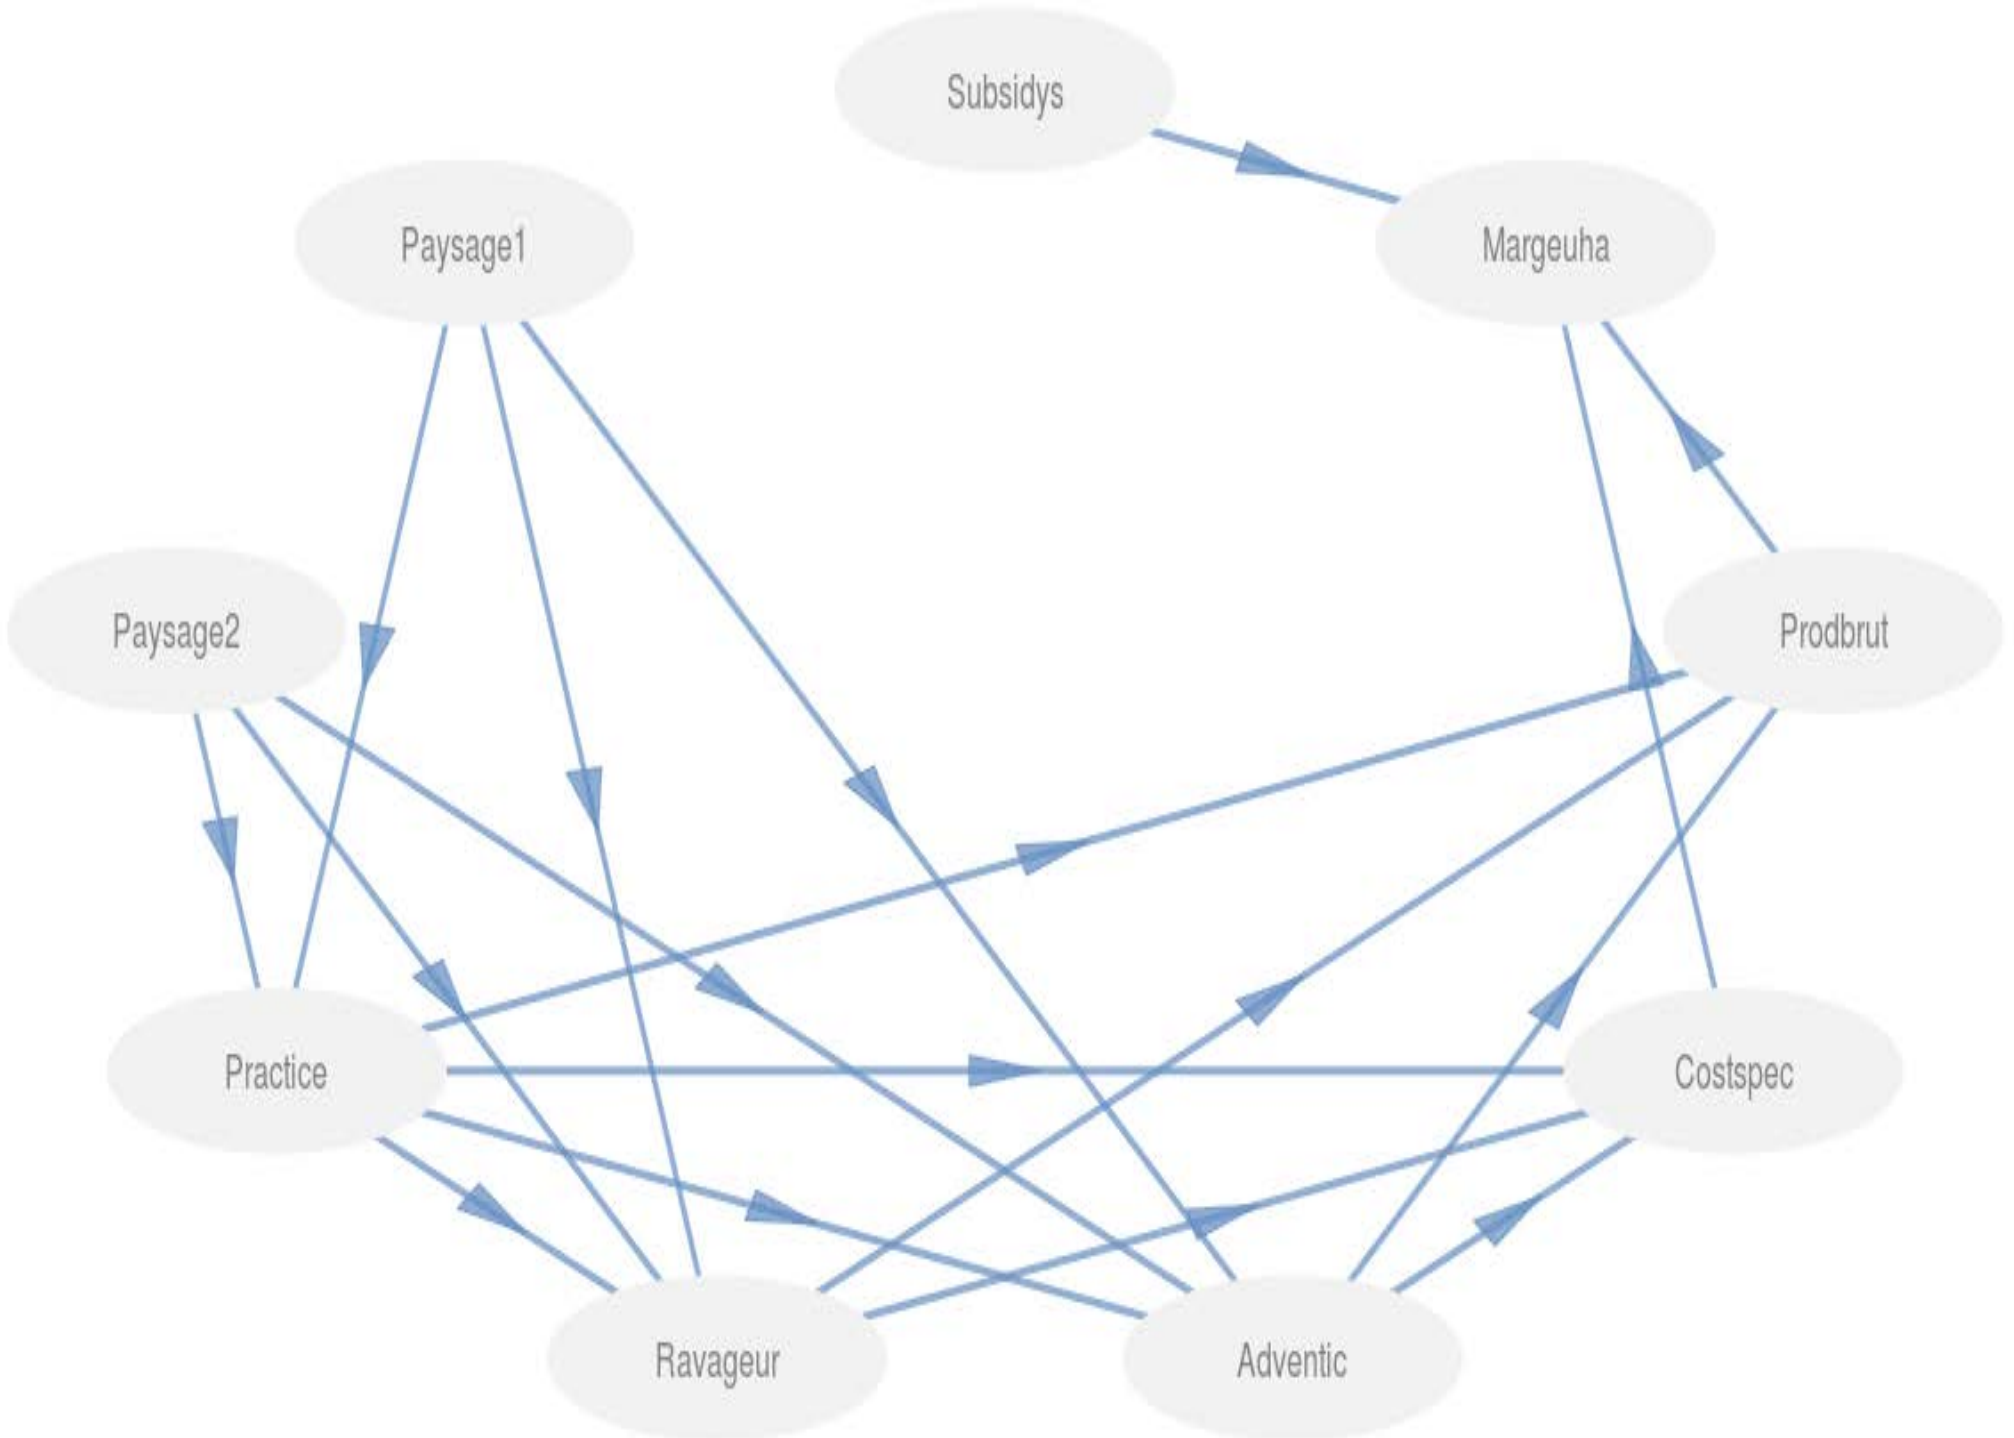 Subsidys
Paysage1
Margeuha
Paysage2
Prodbrut
Practice
Costspec
Ravageur
Adventic